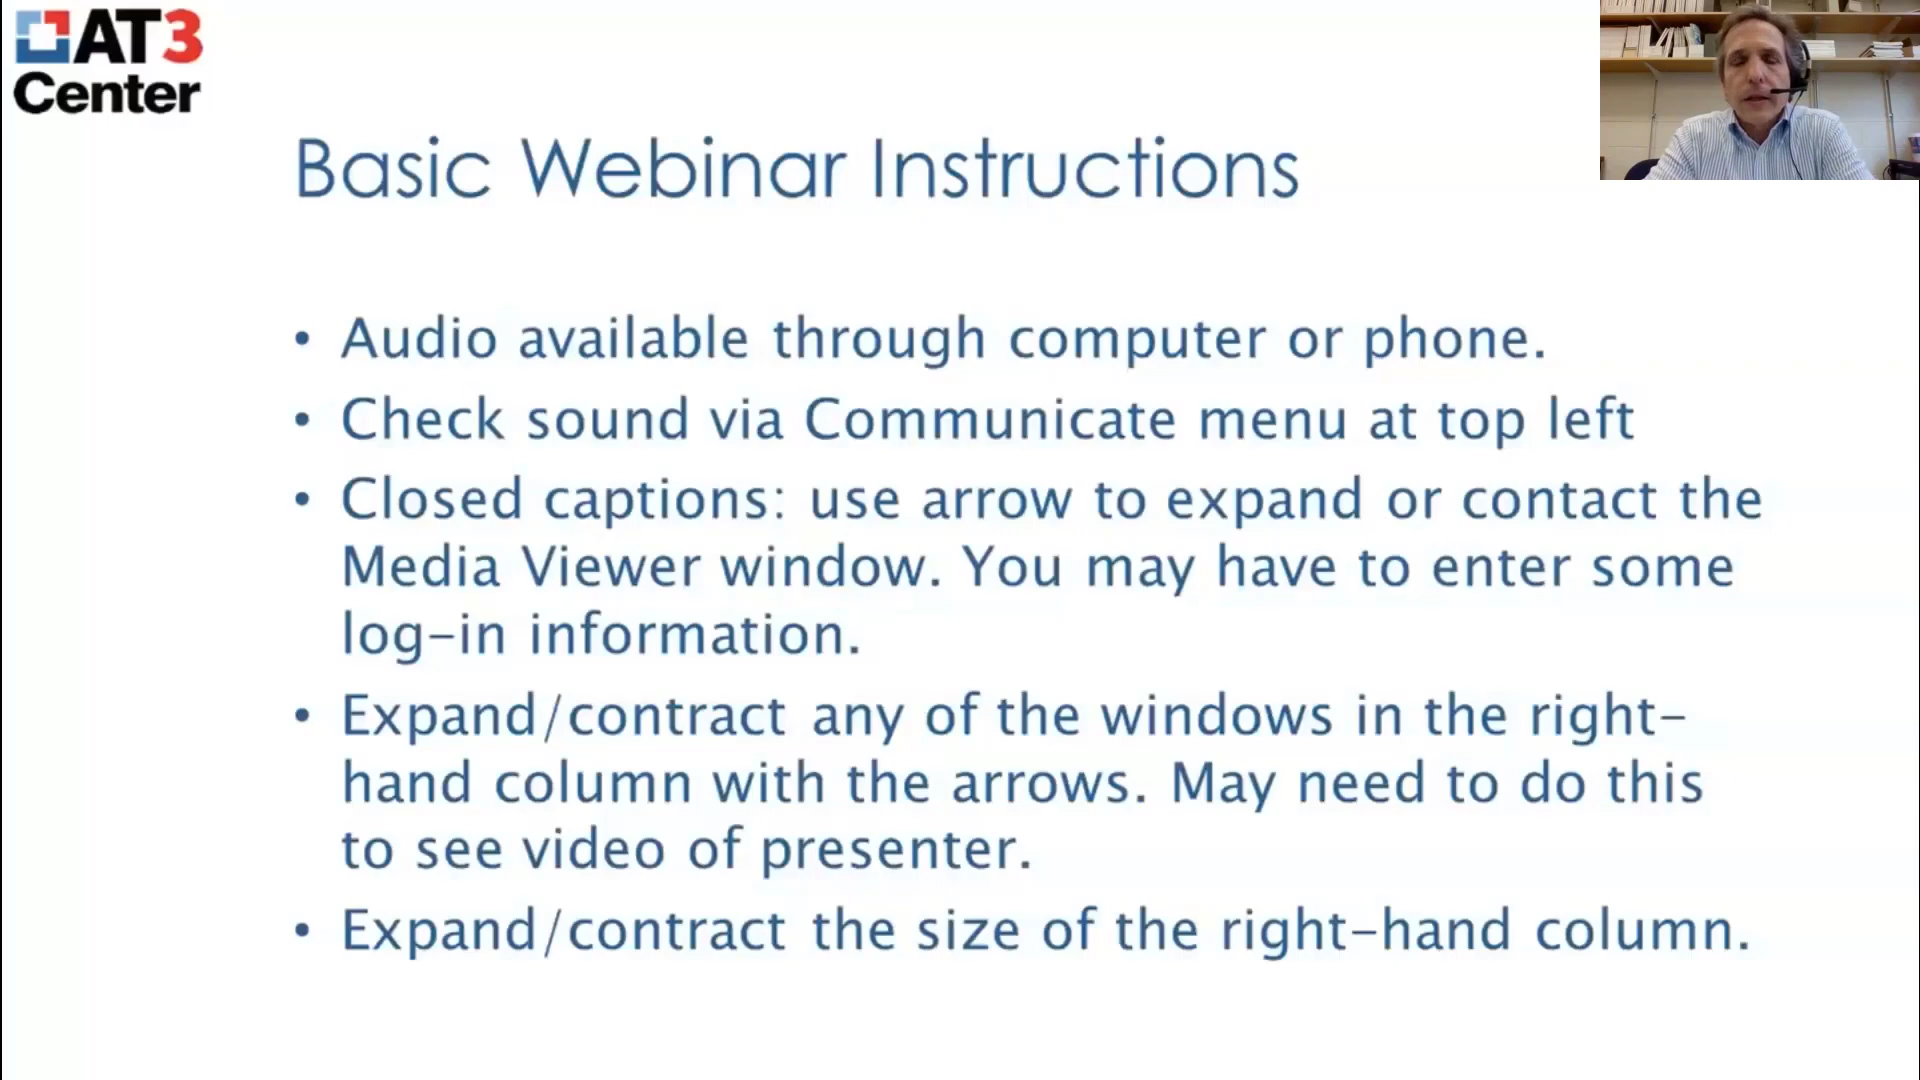 AT3
Center
Basic Webinar Instructions
• Audio available through computer or phone.
• Check sound via Communicate menu at top left
• Closed captions: use arrow to expand or contact the
Media Viewer window. You may have to enter some
log-in information.
• Expand/contract any of the windows in the right-
hand column with the arrows. May need to do this
to see video of presenter.
• Expand/contract the size of the right-hand column.